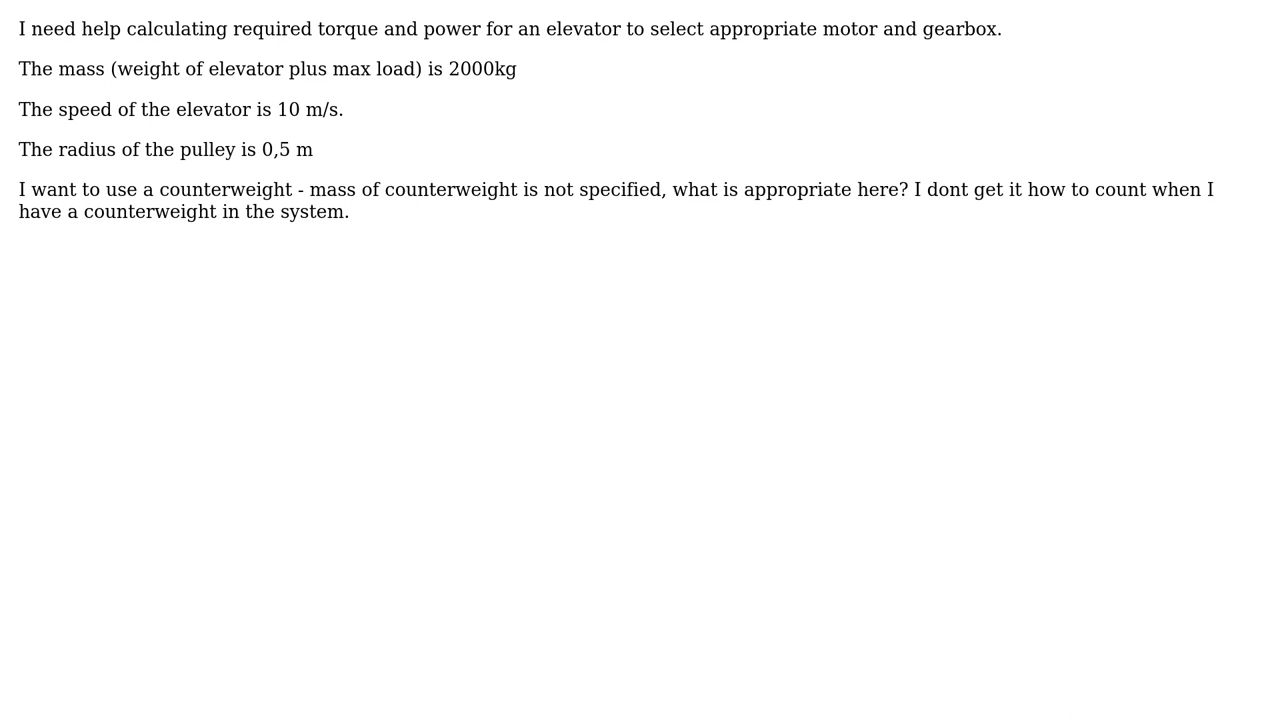 I need help calculating required torque and power for an elevator to select appropriate motor and gearbox.
The mass (weight of elevator plus max load) is 2000kg
The speed of the elevator is 10 m/s.
The radius of the pulley is 0,5 m
I want to use a counterweight - mass of counterweight is not specified, what is appropriate here? I dont get it how to count when I
have a counterweight in the system.